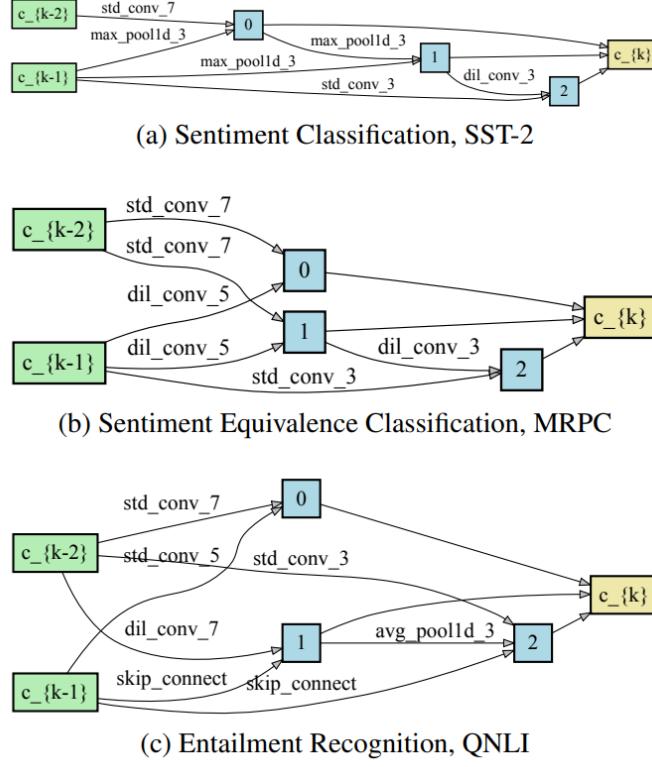 c_{k-2}
std_conv_7
0
max_pool1d_3
max_pool1d_3
c_{k}
c_{k-1}
max_pool1d_3
1
dil_conv_3
std_conv_3
2
(a) Sentiment Classification, SST-2
std_conv_7
c_{k-2}
std_conv_7
0
dil_conv_5
c_{k}
1
c_{k-1}
dil_conv_5
dil_conv_3
2
std_conv_3
(b) Sentiment Equivalence Classification, MRPC
std_conv_7
0
c_{k-2}
std_conv_5
std_conv_3
c_{k}
dil_conv_7
1
avg_pool1d_3
2
c_{k-1}
skip_connect
skip_connect
(c) Entailment Recognition, QNLI